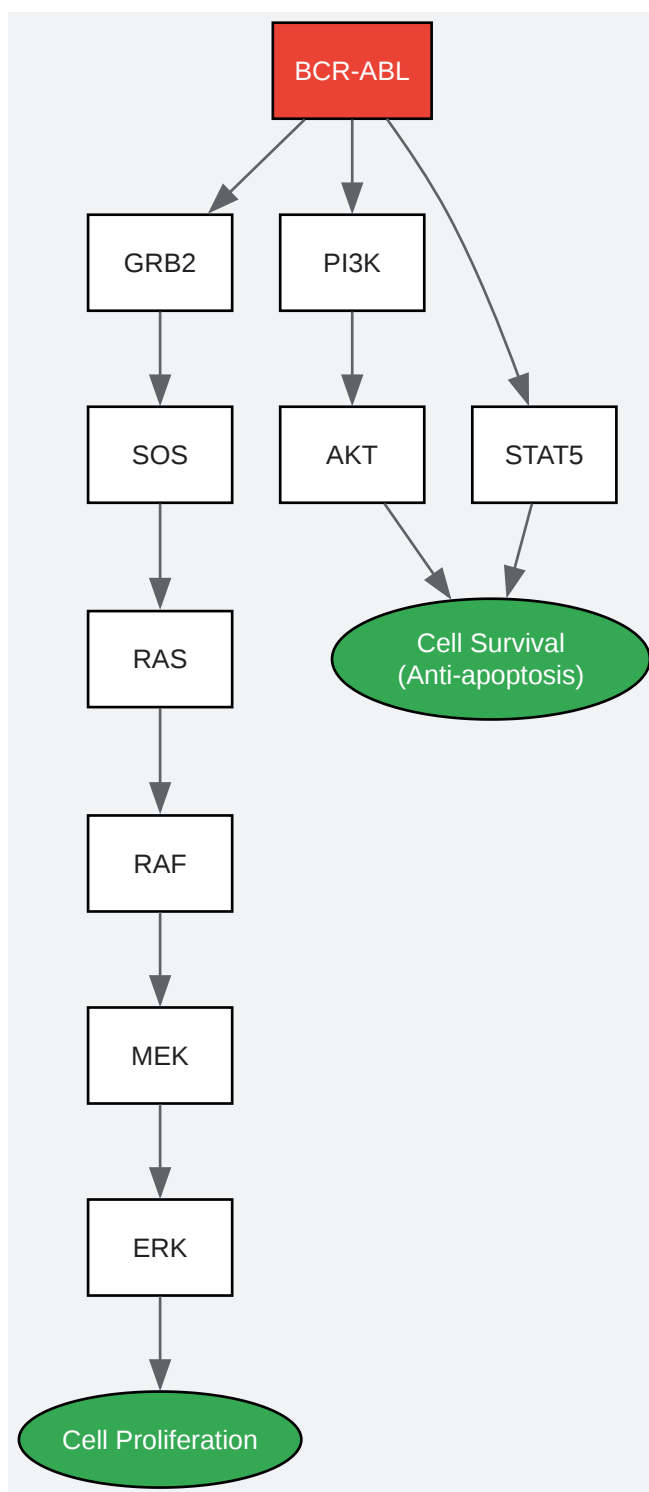 BCR-ABL
GRB2
PI3K
SOS
AKT
STAT5
RAS
Cell Survival
(Anti-apoptosis)
RAF
MEK
ERK
Cell Proliferation